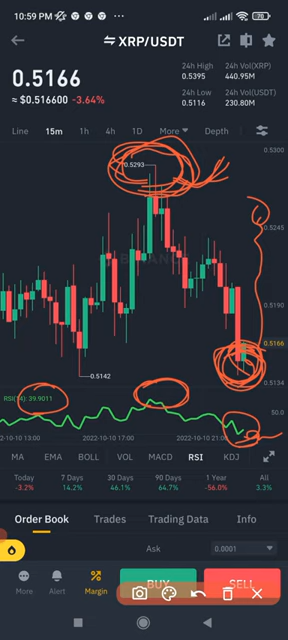 10:59 PM 70
XRP/USDT
0.5166
≈ $0.516600 -3.64%
24h High 24h Vol(XRP)
0.5395 440.95M
24h Low 24h Vol(USDT)
0.5116 230.80M
Line 15m 1h 4h 1D More Depth
0.5300
0.5293
0.5245
0.5190
0.5166
0.5142
0.5134
RSI(14): 39.9011
50.0
2-10-10 13:00 2022-10-10 17:00 2022-10-10 21:00
MA EMA BOLL VOL MACD RSI KDJ
Today 7 Days 30 Days 90 Days 1 Year All
-3.2% 14.2% 46.1% 64.7% -56.0% 3.3%
Order Book Trades Trading Data Info
Ask 0.0001
More Alert Margin BUY SELL